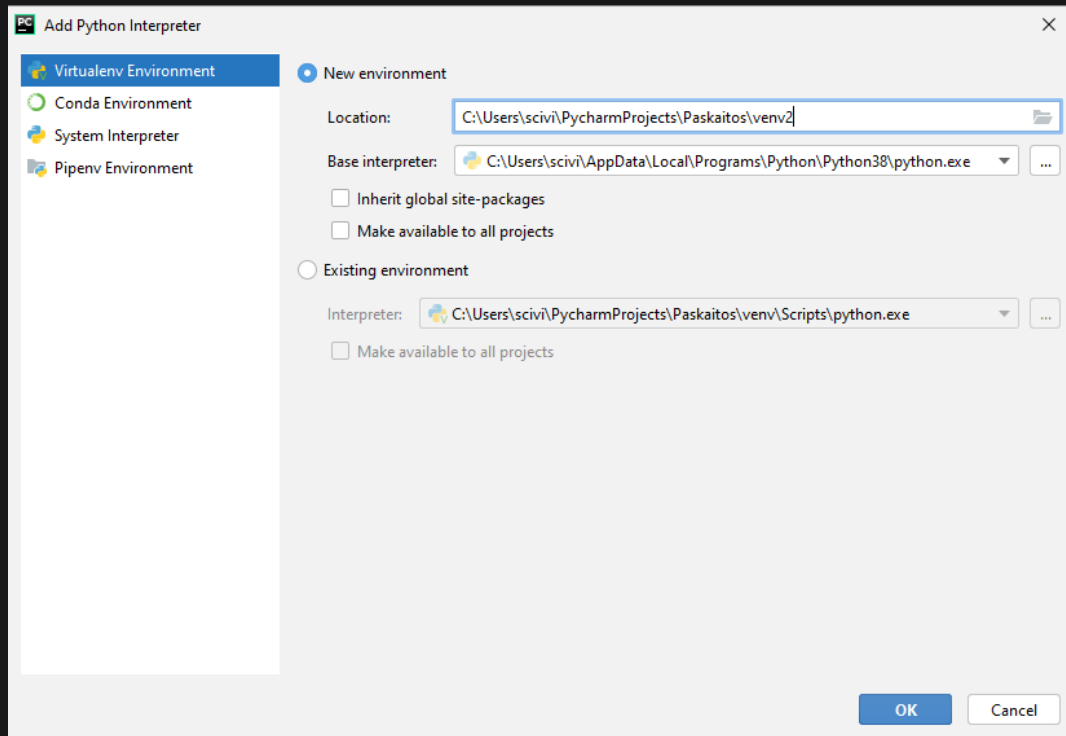 PC Add Python Interpreter
Virtualenv Environment
Conda Environment
System Interpreter
Pipenv Environment
New environment
Location: C:\Users\scivi\PycharmProjects\Paskaitos\venv2
Base interpreter: C:\Users\scivi\AppData\Local\Programs\Python\Python38\python.exe ...
Inherit global site-packages
Make available to all projects
Existing environment
Interpreter: C:\Users\scivi\PycharmProjects\Paskaitos\venv\Scripts\python.exe ...
Make available to all projects
OK Cancel